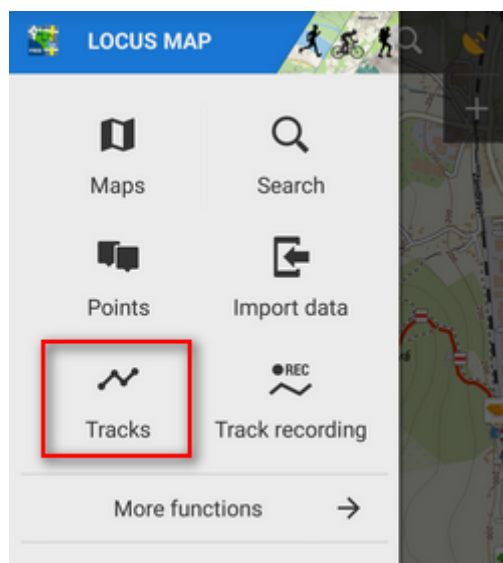 LOCUS MAP
Maps
Search
Points
Import data
Tracks
REC
Track recording
More functions